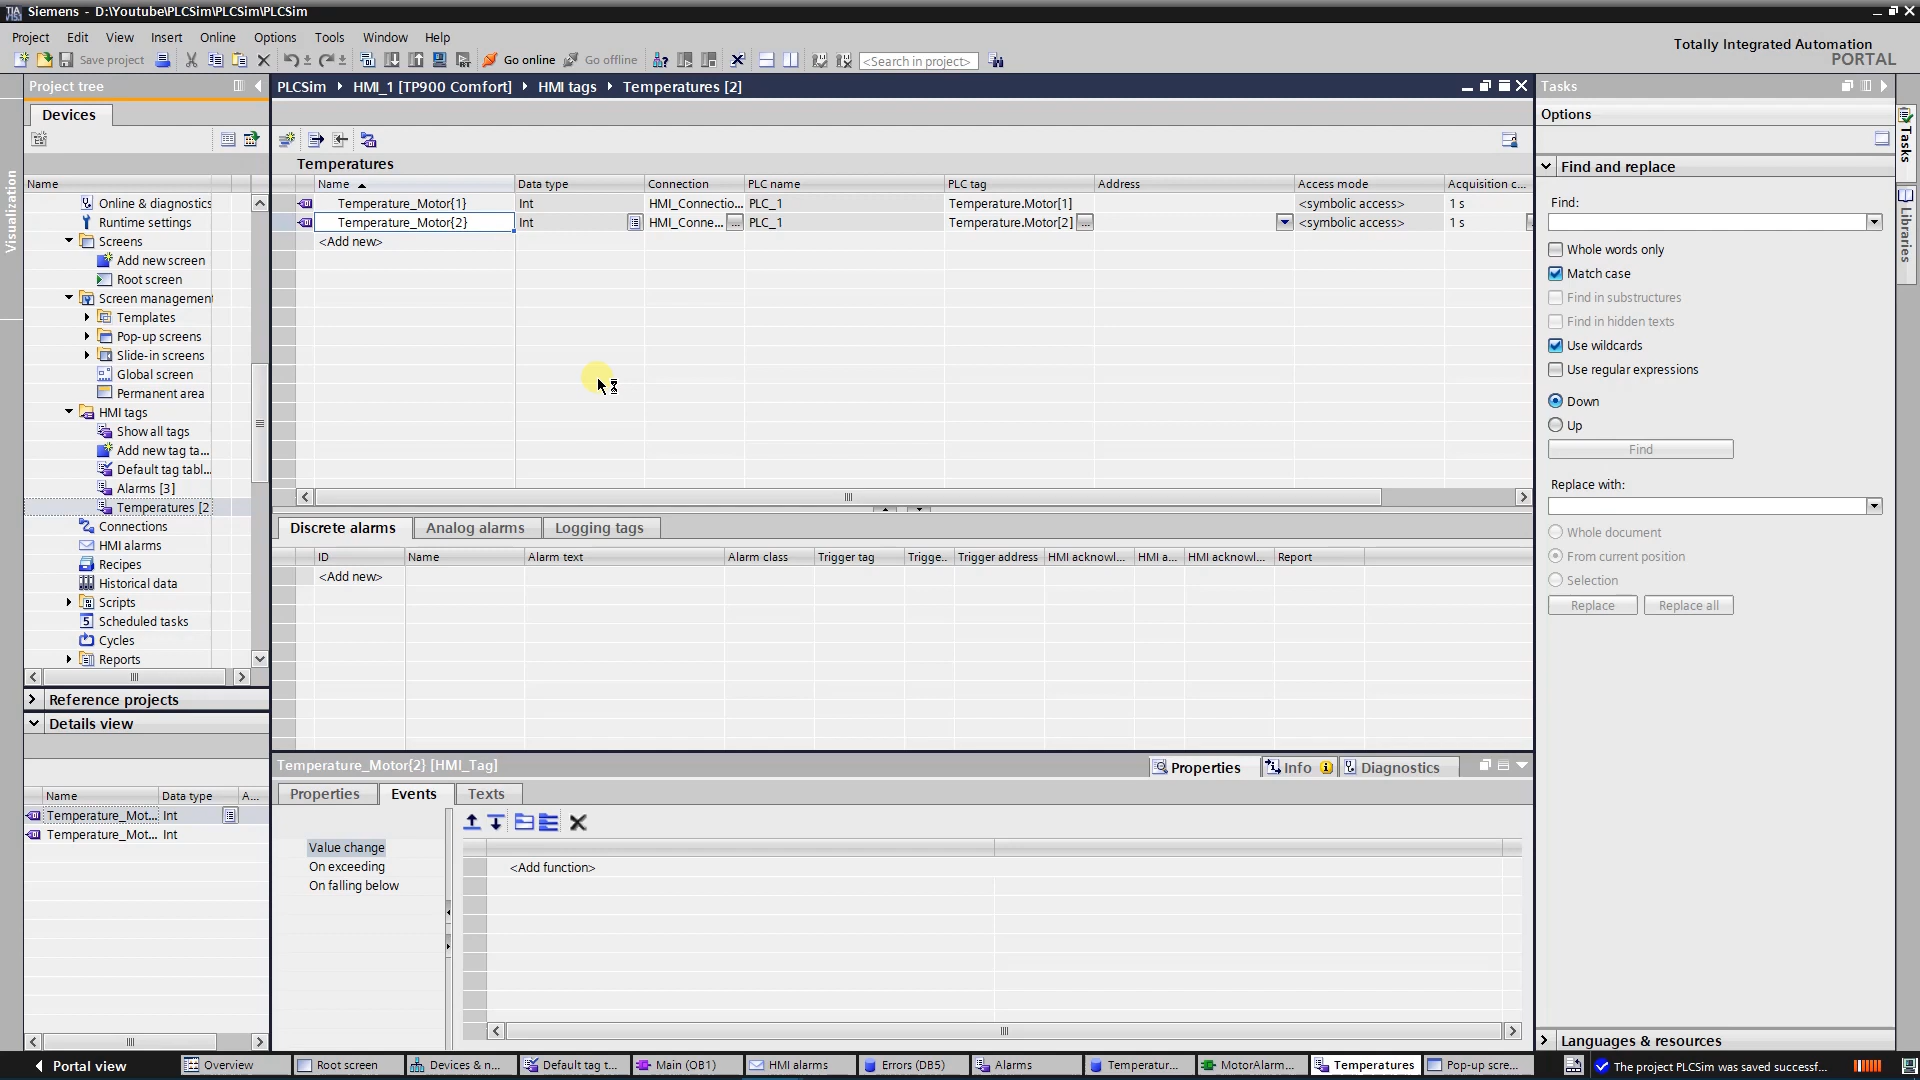 Siemens - D:\Youtube\PLCSim\PLCSim\PLCSim
Project Edit View Insert Online Options Tools Window Help
Totally Integrated Automation
PORTAL
Save project
Go online
Go offline
<Search in project>
Project tree
PLCSim HMI_1 [TP900 Comfort] HMI tags Temperatures [2]
Tasks
Devices
Options
Temperatures
Find and replace
Name
Name Data type Connection PLC name PLC tag Address Access mode Acquisition c...
Temperature_Motor{1} Int HMI_Connectio... PLC_1 Temperature.Motor[1] <symbolic access> 1 s
Temperature_Motor{2} Int HMI_Conne... ... PLC_1 Temperature.Motor[2] ... <symbolic access> 1 s
<Add new>
Online & diagnostics
Runtime settings
Screens
Add new screen
Root screen
Screen management
Templates
Pop-up screens
Slide-in screens
Global screen
Permanent area
HMI tags
Show all tags
Add new tag ta...
Default tag tabl...
Alarms [3]
Temperatures [2
Connections
HMI alarms
Recipes
Historical data
Scripts
Scheduled tasks
Cycles
Reports
Find:
Whole words only
Match case
Find in substructures
Find in hidden texts
Use wildcards
Use regular expressions
Down
Up
Find
Replace with:
Whole document
From current position
Selection
Replace Replace all
Discrete alarms Analog alarms Logging tags
ID Name Alarm text Alarm class Trigger tag Trigge.. Trigger address HMI acknowl... HMI a... HMI acknowl... Report
<Add new>
Reference projects
Details view
Name Data type A...
Temperature_Mot... Int
Temperature_Mot... Int
Temperature_Motor{2} [HMI_Tag]
Properties Info Diagnostics
Properties Events Texts
Value change
On exceeding
On falling below
<Add function>
Languages & resources
Visualization
Tasks
Libraries
Portal view Overview Root screen Devices & n... Default tag t... Main (OB1) HMI alarms Errors (DB5) Alarms Temperatur... MotorAlarm... Temperatures Pop-up scre... The project PLCSim was saved successf...